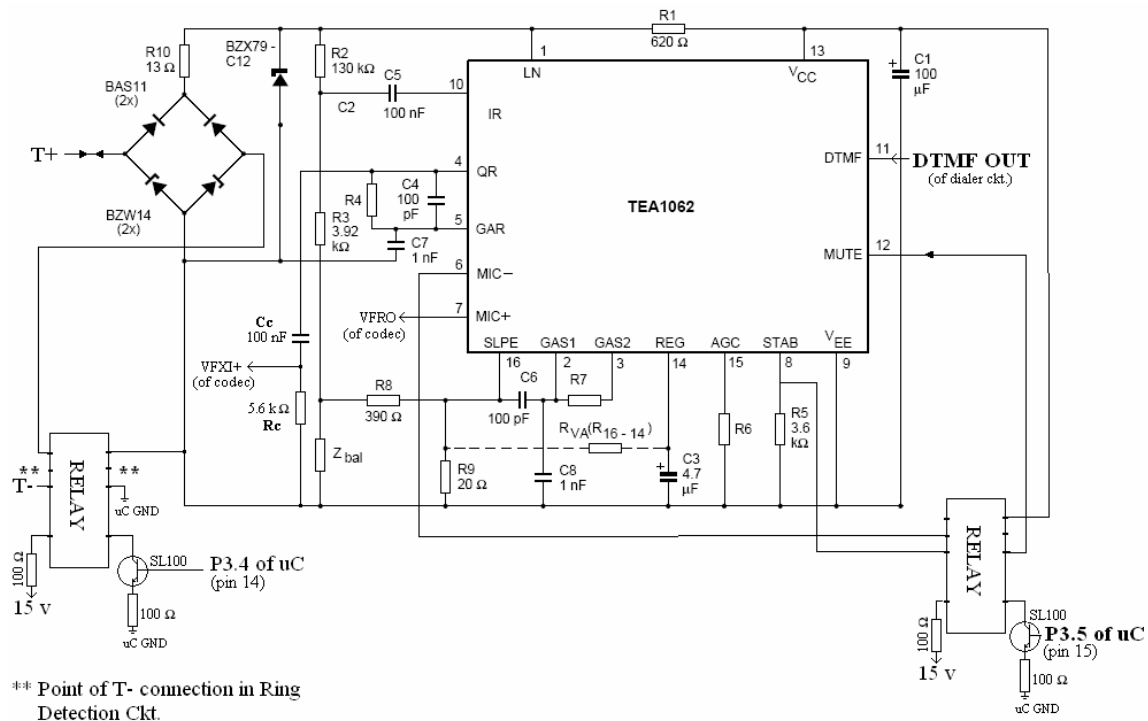 R1
620 Ω
R10
13 Ω
BZX79 -
C12
R2
130 kΩ
1
LN
13
VCC
C1
100
μF
BAS11
(2x)
C5
C2
100 nF
10
IR
T+
4
QR
DTMF
11
DTMF OUT
(of dialer ckt.)
R4
C4
100
pF
TEA1062
BZW14
(2x)
R3
3.92
kΩ
5
GAR
C7
1 nF
MUTE
12
6
MIC−
VFRO
(of codec)
7
MIC+
Cc
100 nF
SLPE
GAS1
GAS2
REG
AGC
STAB
VEE
16
2
3
14
15
8
9
VFXI+
(of codec)
R8
390 Ω
C6
100 pF
R7
5.6 kΩ
Rc
RVA(R16 - 14)
R6
R5
3.6
kΩ
Zbal
R9
20 Ω
C8
1 nF
C3
4.7
μF
**
RELAY
**
T-
uC GND
100 Ω
15 v
SL100
P3.4 of uC
(pin 14)
100 Ω
uC GND
RELAY
100 Ω
15 v
SL100
P3.5 of uC
(pin 15)
100 Ω
uC GND
** Point of T- connection in Ring
Detection Ckt.